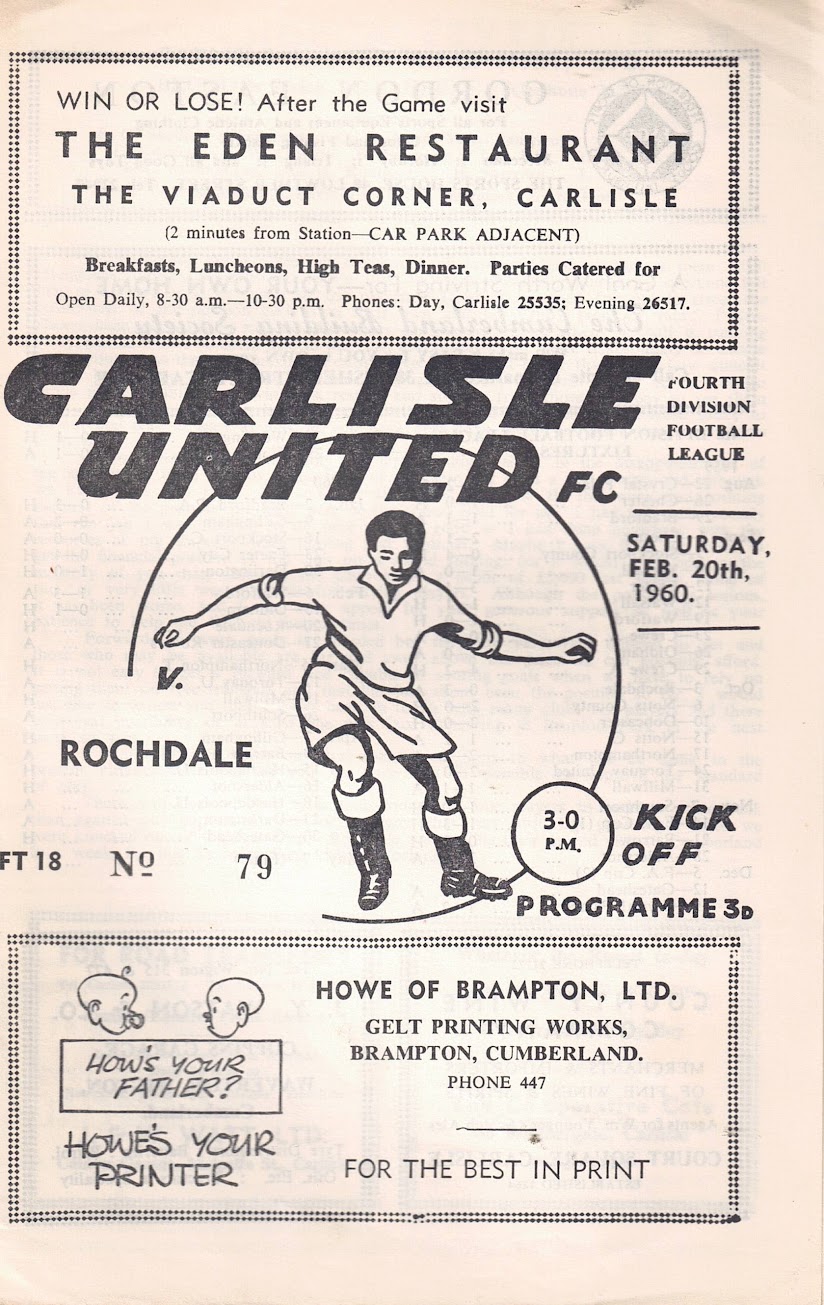 WIN OR LOSE! After the Game visit
THE EDEN RESTAURANT
THE VIADUCT CORNER, CARLISLE
(2 minutes from Station—CAR PARK ADJACENT)
Breakfasts, Luncheons, High Teas, Dinner. Parties Catered for
Open Daily, 8-30 a.m.—10-30 p.m. Phones: Day, Carlisle 25535; Evening 26517.
CARLISLE
UNITED FC
FOURTH
DIVISION
FOOTBALL
LEAGUE
SATURDAY,
FEB. 20th,
1960.
V.
ROCHDALE
3-0
P.M.
KICK
OFF
FT 18 Nº 79
PROGRAMME 3D
HOW'S YOUR
FATHER?
HOWE'S YOUR
PRINTER
HOWE OF BRAMPTON, LTD.
GELT PRINTING WORKS,
BRAMPTON, CUMBERLAND.
PHONE 447
FOR THE BEST IN PRINT